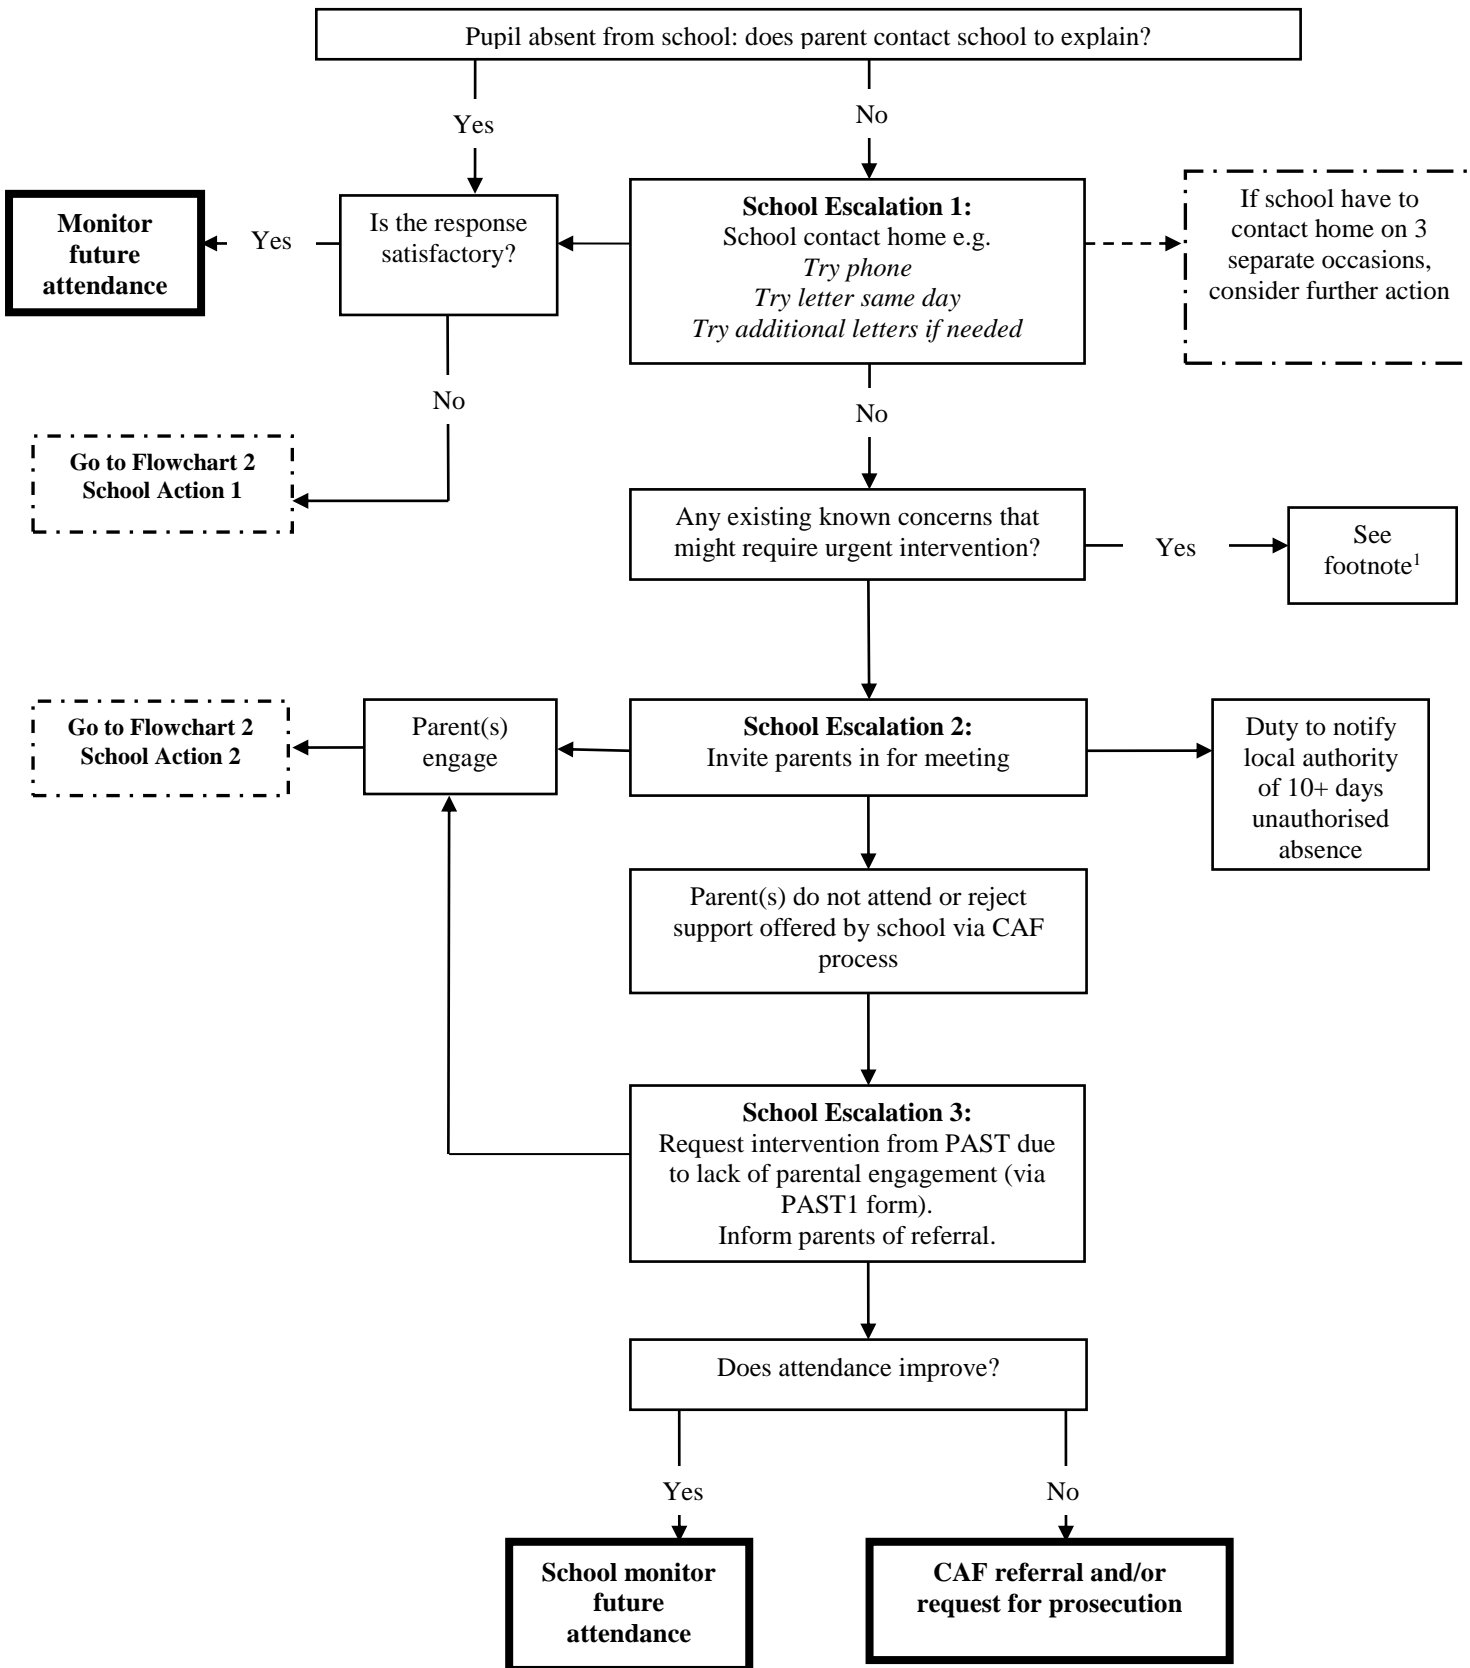 Pupil absent from school: does parent contact school to explain?
Yes
No
Monitor
future
attendance
Yes
Is the response
satisfactory?
School Escalation 1:
School contact home e.g.
Try phone
Try letter same day
Try additional letters if needed
If school have to
contact home on 3
separate occasions,
consider further action
No
No
Go to Flowchart 2
School Action 1
Any existing known concerns that
might require urgent intervention?
Yes
See
footnote¹
Go to Flowchart 2
School Action 2
Parent(s)
engage
School Escalation 2:
Invite parents in for meeting
Duty to notify
local authority
of 10+ days
unauthorised
absence
Parent(s) do not attend or reject
support offered by school via CAF
process
School Escalation 3:
Request intervention from PAST due
to lack of parental engagement (via
PAST1 form).
Inform parents of referral.
Does attendance improve?
Yes
No
School monitor
future
attendance
CAF referral and/or
request for prosecution